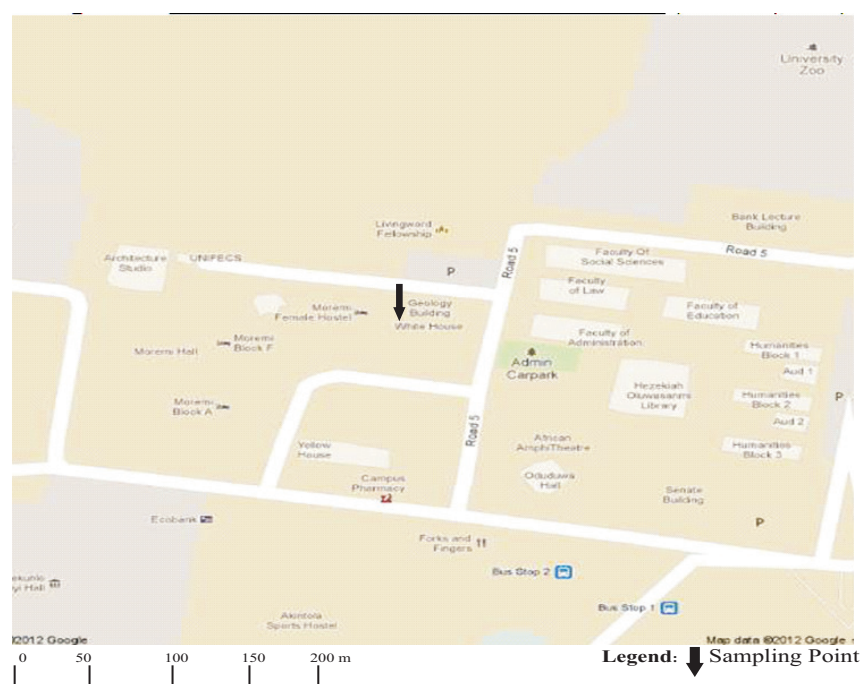 University
Zoo
Bank Lecture
Building
Livingword
Fellowship
Road 5
Road 5
Architecture
Studio
UNIFECS
P
Faculty Of
Social Sciences
Faculty
of Law
Faculty of
Education
Moremi
Female Hostel
Geology
Building
White House
Faculty of
Administration
Moremi Hall
Moremi
Block F
Admin
Carpark
Humanities
Block 1
Aud 1
Hezekiah
Oluwasanmi
Library
Humanities
Block 2
P
Aud 2
Moremi
Block A
Road 5
African
AmphiTheatre
Humanities
Block 3
Yellow
House
Campus
Pharmacy
Oduduwa
Hall
Senate
Building
P
Ecobank
Forks and
Fingers
Bus Stop 2
yi Hall
Bus Stop 1
Akintola
Sports Hostel
©2012 Google
Map data ©2012 Google
0 50 100 150 200 m
Legend: Sampling Point